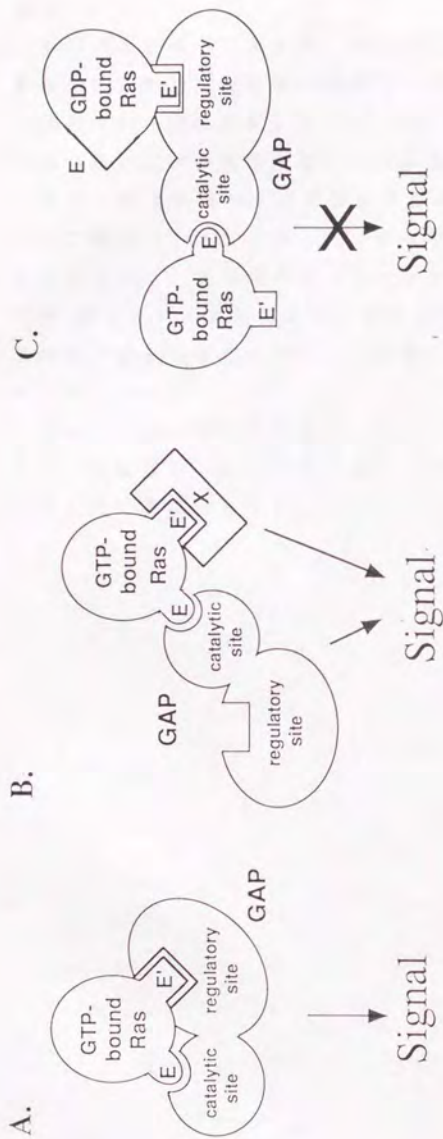 A.
GTP-
bound
Ras
E
E'
catalytic
site
regulatory
site
GAP
Signal
B.
GTP-
bound
Ras
E
E'
X
GAP
catalytic
site
regulatory
site
Signal
C.
E
GDP-
bound
Ras
E'
GTP-
bound
Ras
E
E'
catalytic
site
regulatory
site
GAP
Signal